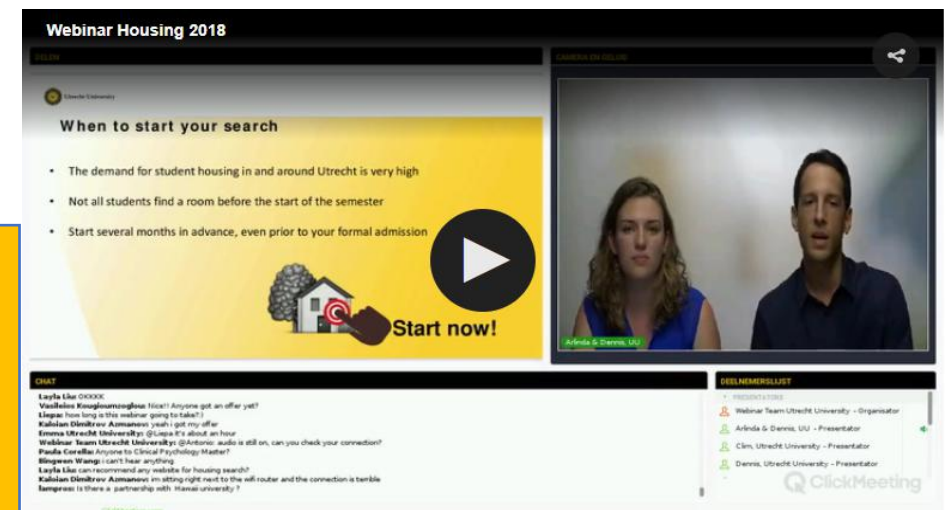 Webinar Housing 2018
DELEN
CAMERA EN GELUID
Utrecht University
When to start your search
• The demand for student housing in and around Utrecht is very high
• Not all students find a room before the start of the semester
• Start several months in advance, even prior to your formal admission
Start now!
Arlinda & Dennis, UU
CHAT
Layla Liu: OKKKK
Vasileios Kougioumzoglou: Nice!! Anyone got an offer yet?
Liepa: how long is this webinar going to take?:)
Kaloian Dimitrov Azmanov: yeah i got my offer
Emma Utrecht University: @Liepa it's about an hour
Webinar Team Utrecht University: @Antonio: audo is still on, can you check your connection?
Paula Corella: Anyone to Clinical Psychology Master?
Bingwen Wang: i can't hear anything
Layla Liu: can recommend any website for housing search?
Kaloian Dimitrov Azmanov: im sitting right next to the wifi router and the connection is terrible
lampros: Is there a partnership with Hawaii university ?
DEELNEMERSLIJST
PRESENTATORS
Webinar Team Utrecht University - Organisator
Arlinda & Dennis, UU - Presentator
Clim, Utrecht University - Presentator
Dennis, Utrecht University - Presentator
ClickMeeting